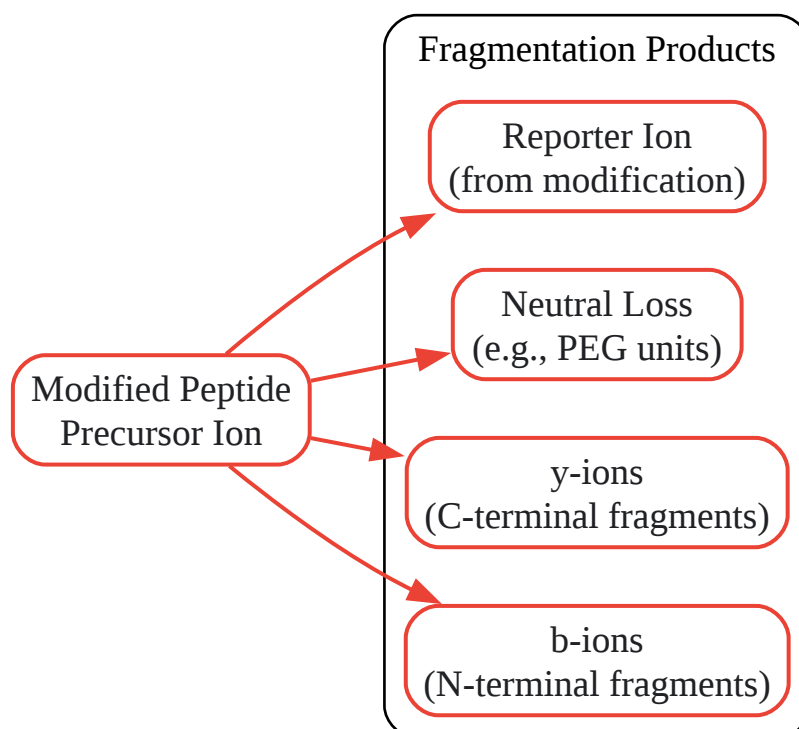 Fragmentation Products
Reporter Ion
(from modification)
Neutral Loss
(e.g., PEG units)
Modified Peptide
Precursor Ion
y-ions
(C-terminal fragments)
b-ions
(N-terminal fragments)